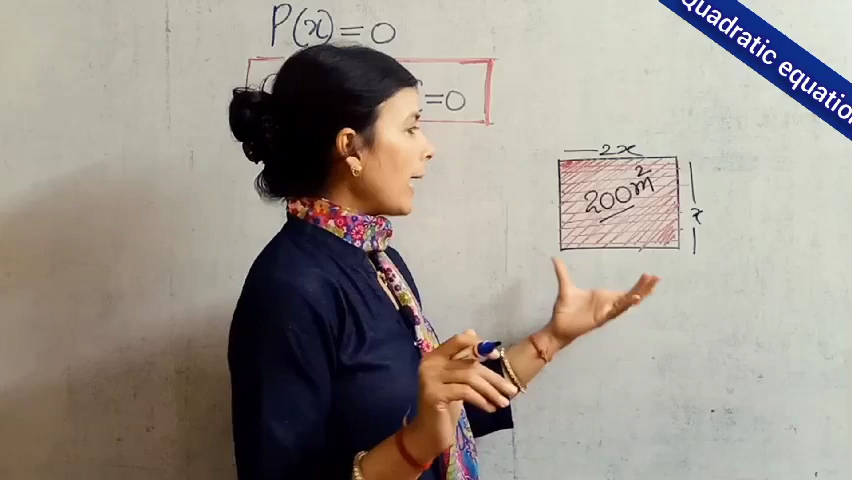 P(x) = 0
=0
Quadratic equation
2x
200m²
x